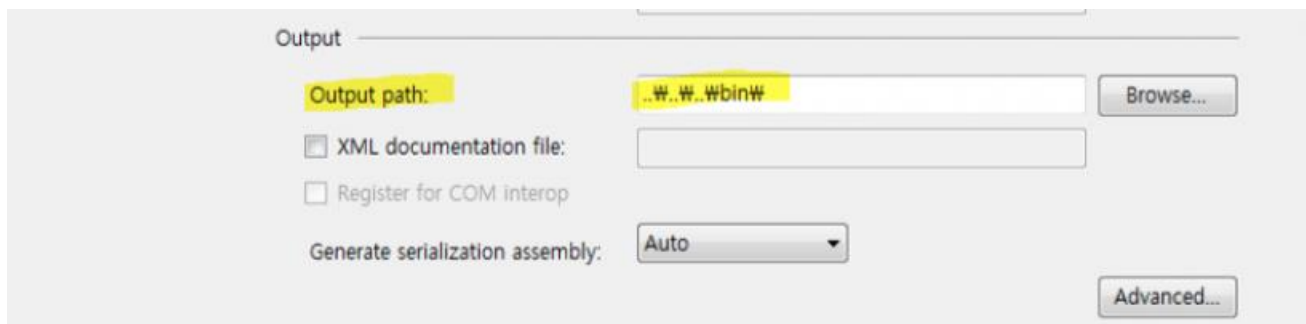 Output
Output path: ..₩..₩..₩bin₩ Browse...
XML documentation file:
Register for COM interop
Generate serialization assembly: Auto
Advanced...